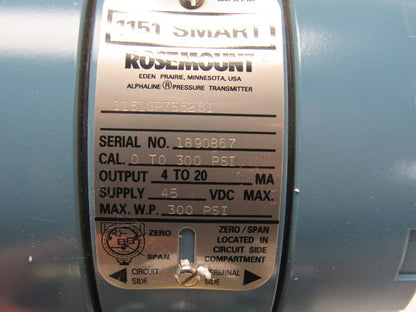 1151 SMART
ROSEMOUNT
EDEN PRAIRIE, MINNESOTA, USA
ALPHALINE ® PRESSURE TRANSMITTER
1151GP7S52B1
SERIAL NO. 1890867
CAL. 0 TO 300 PSI
OUTPUT 4 TO 20 MA
SUPPLY 45 VDC MAX.
MAX. W.P. 300 PSI
ZERO
SPAN
ZERO/SPAN
LOCATED IN
CIRCUIT SIDE
COMPARTMENT
CIRCUIT
SIDE
TERMINAL
SIDE